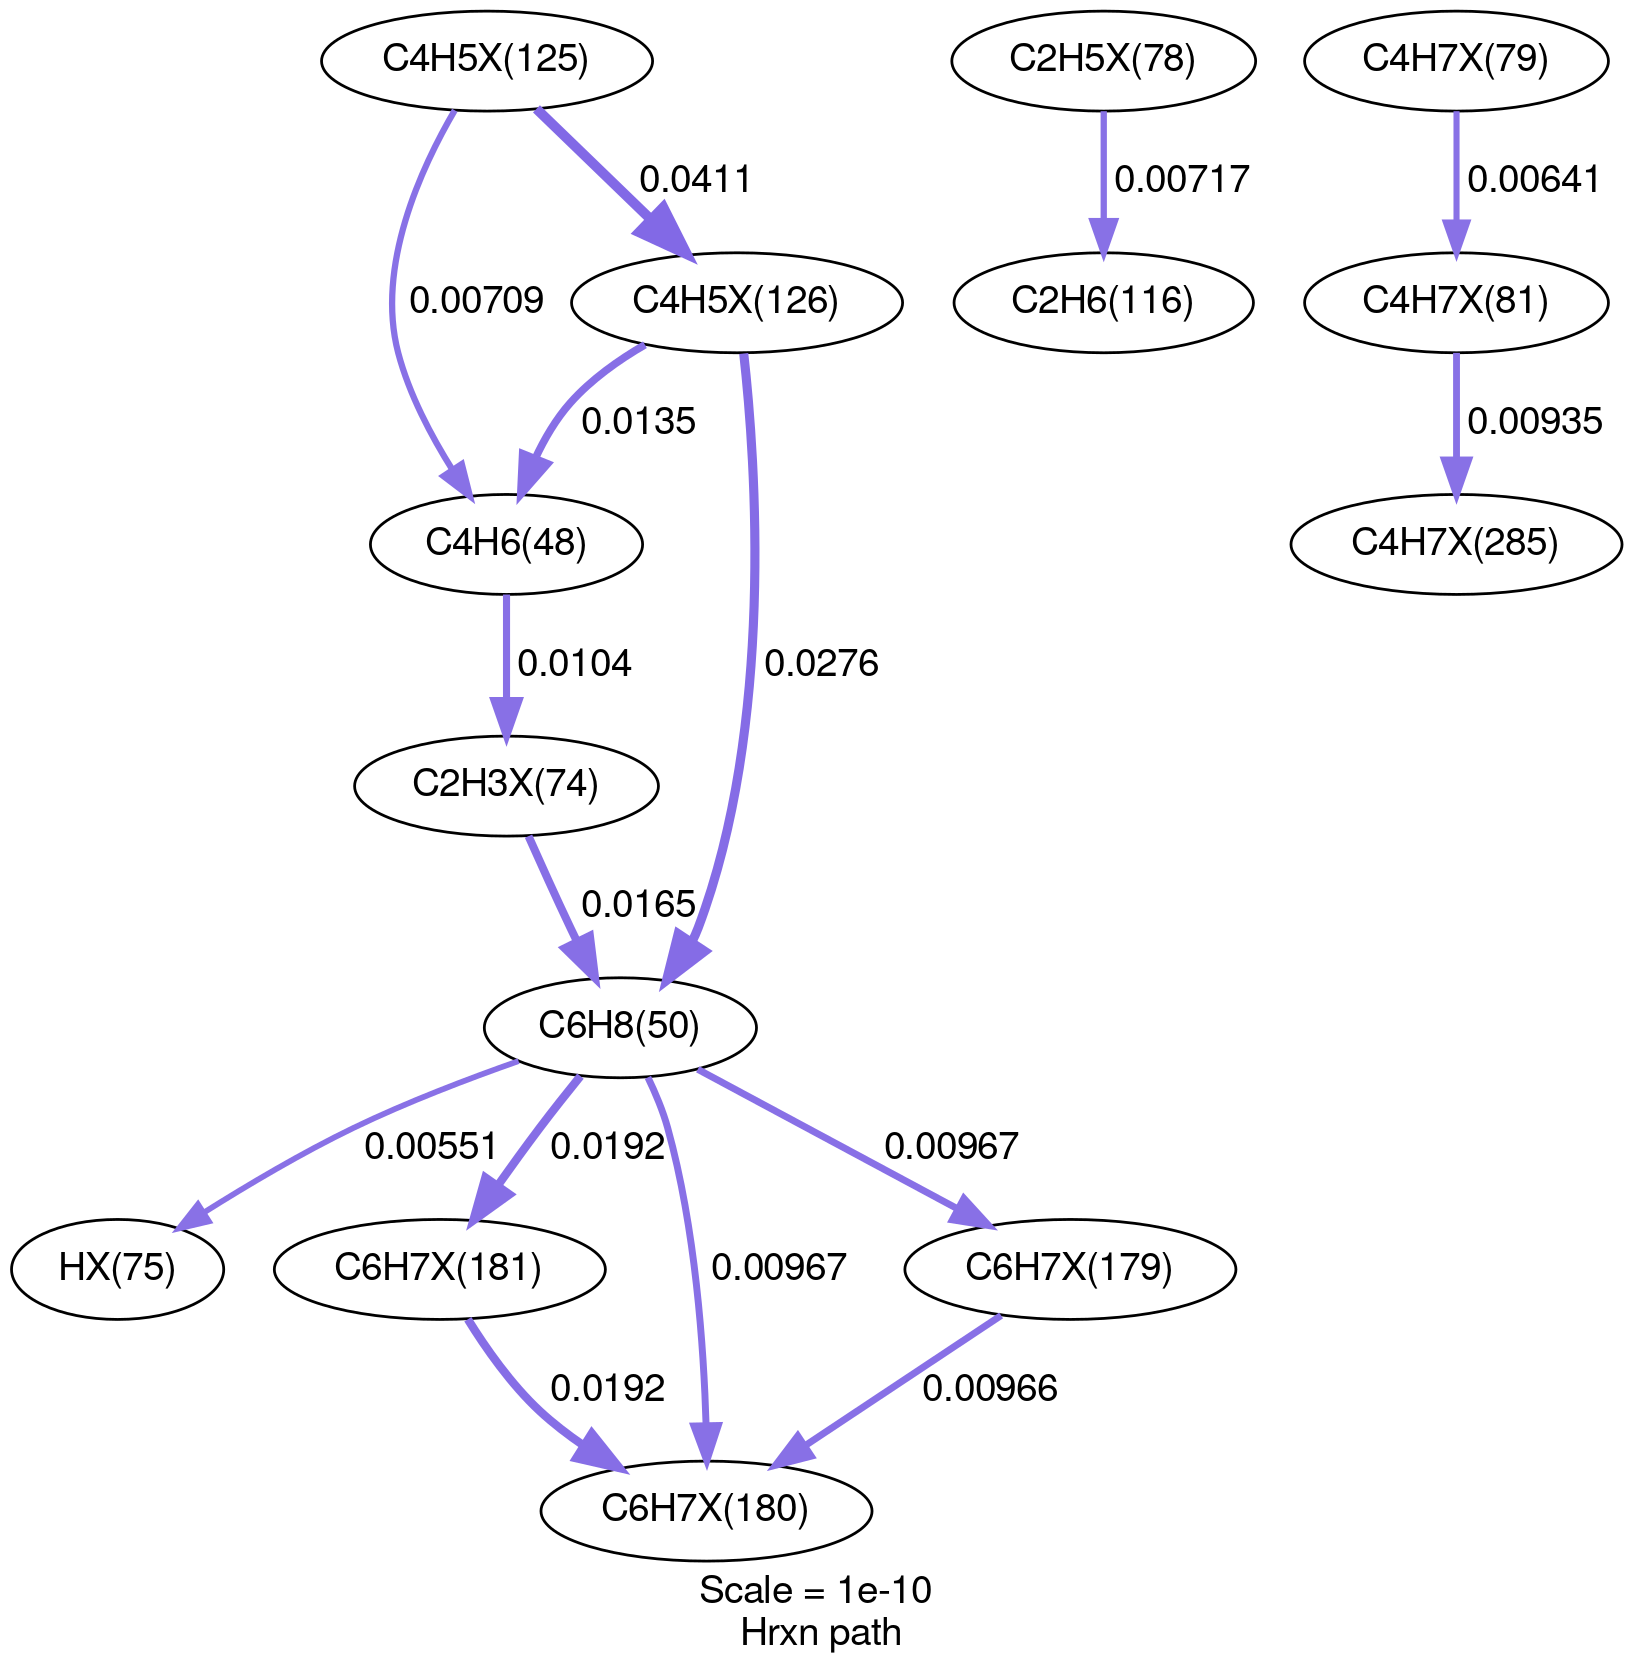 C4H5X(125)
C2H5X(78)
C4H7X(79)
0.0411
0.00717
0.00641
0.00709
C4H5X(126)
C2H6(116)
C4H7X(81)
0.0135
0.00935
C4H6(48)
C4H7X(285)
0.0104
0.0276
C2H3X(74)
0.0165
C6H8(50)
0.00551
0.0192
0.00967
HX(75)
C6H7X(181)
0.00967
C6H7X(179)
0.0192
0.00966
C6H7X(180)
Scale = 1e-10
Hrxn path